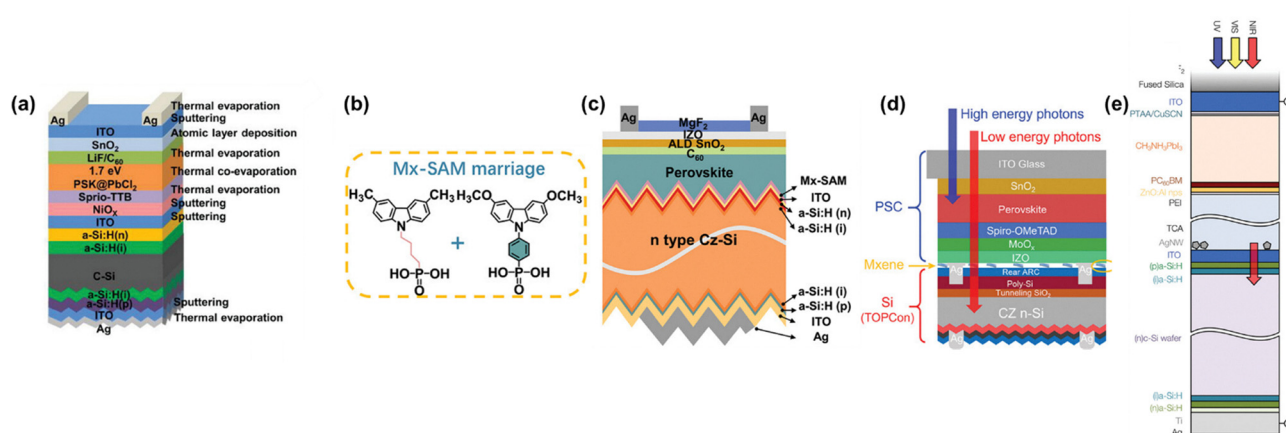 (a)
Ag
Ag
ITO
SnO2
LiF/C60
1.7 eV
PSK@PbCl2
Sprio-TTB
NiOX
ITO
a-Si:H(n)
a-Si:H(i)
C-Si
a-Si:H(i)
a-Si:H(p)
ITO
Ag
Thermal evaporation
Sputtering
Atomic layer deposition
Thermal evaporation
Thermal co-evaporation
Thermal evaporation
Sputtering
Sputtering
Sputtering
Thermal evaporation
(b)
Mx-SAM marriage
H3C
CH3
N
HO-P-OH
O
+
H3CO
OCH3
N
HO-P-OH
O
(c)
Ag
Ag
MgF2
IZO
ALD SnO2
C60
Perovskite
Mx-SAM
ITO
a-Si:H (n)
a-Si:H (i)
n type Cz-Si
a-Si:H (i)
a-Si:H (p)
ITO
Ag
(d)
High energy photons
Low energy photons
PSC
ITO Glass
SnO2
Perovskite
Spiro-OMeTAD
MoOx
IZO
Mxene
Ag
Ag
Rear ARC
Poly-Si
Tunneling SiO2
Si
(TOPCon)
CZ n-Si
Ag
Ag
(e)
UV
VIS
NIR
Fused Silica
ITO
PTAA/CuSCN
CH3NH3PbI3
PC60BM
ZnO:Al nps
PEI
TCA
AgNW
ITO
(p)a-Si:H
(i)a-Si:H
(n)c-Si wafer
(i)a-Si:H
(n)a-Si:H
Ti
Ag